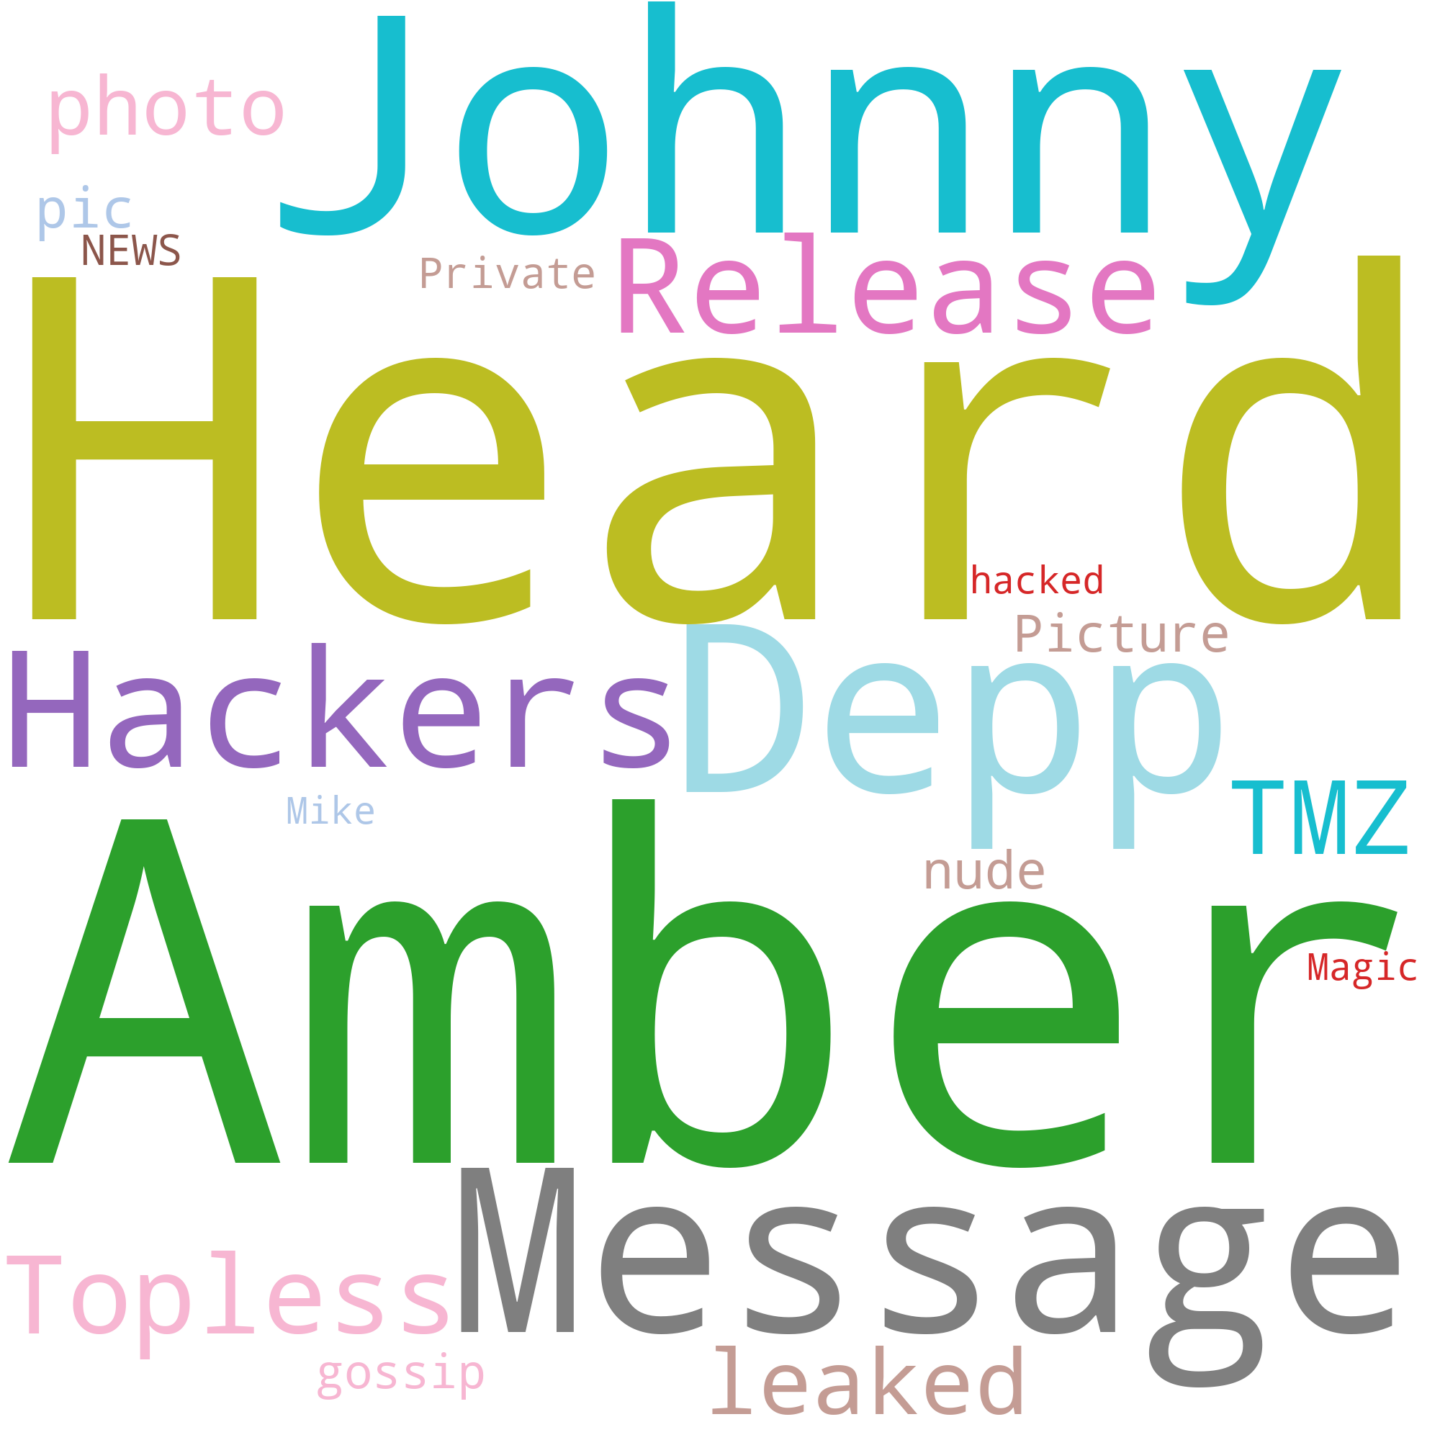 Johnny
photo
pic
NEWS
Private
Release
Heard
hacked
Picture
Hackers
Depp
Mike
TMZ
nude
Amber
Magic
Message
Topless
gossip
leaked